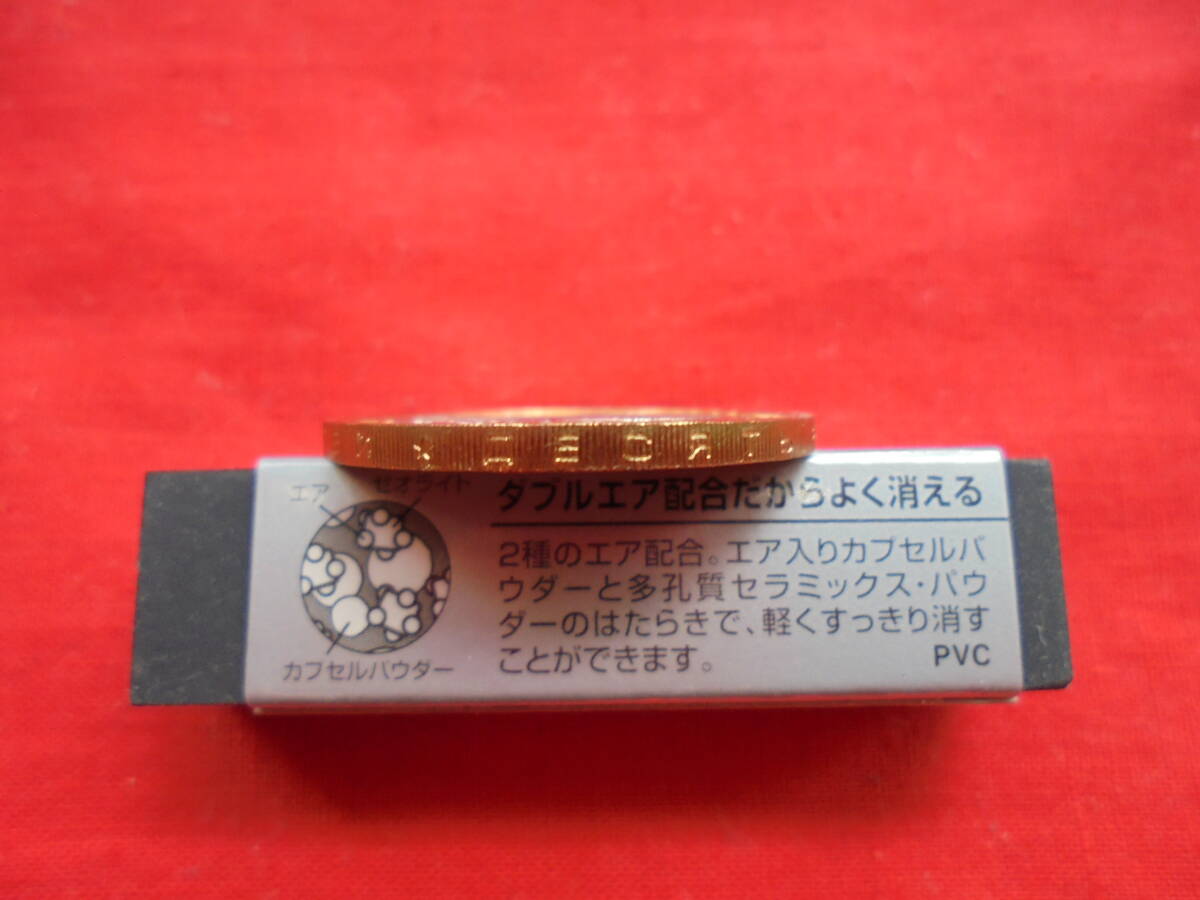 ★ ДЕСЯТ
エア
ゼオライト
カプセルパウダー
ダブルエア配合だからよく消える
2種のエア配合。エア入りカプセルパ
ウダーと多孔質セラミックス・パウ
ダーのはたらきで、軽くすっきり消す
ことができます。
PVC